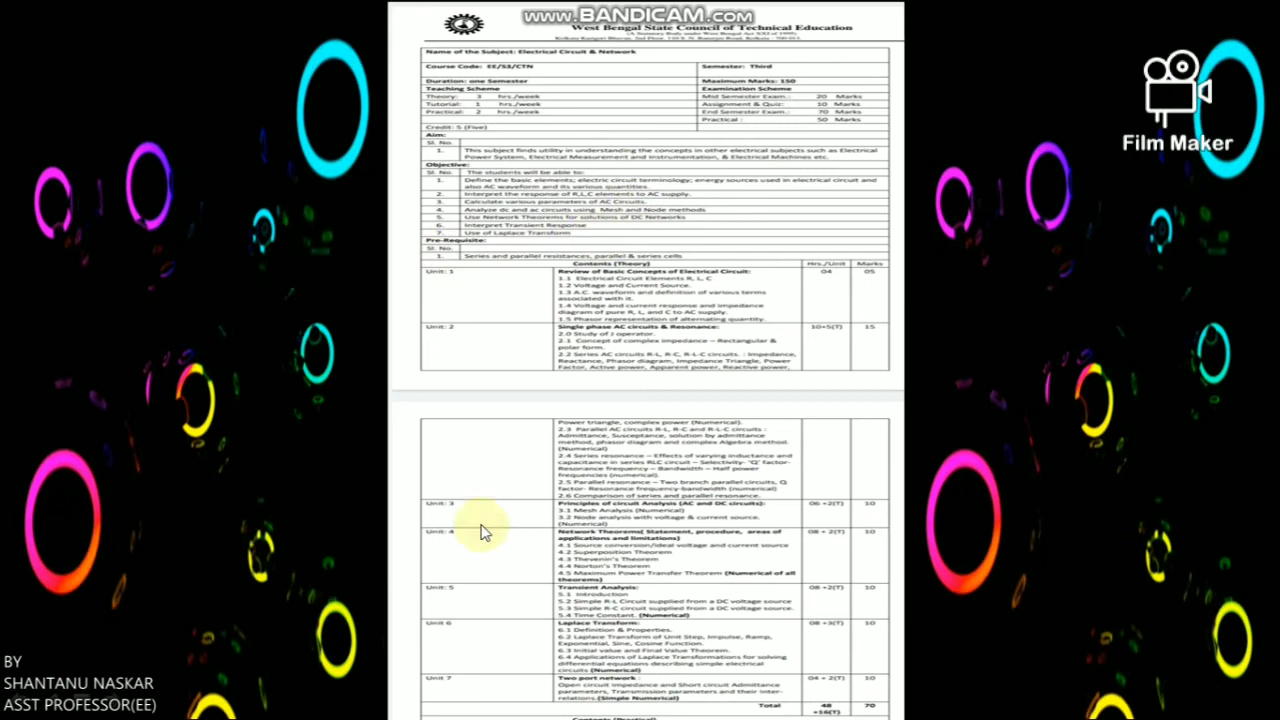 www.BANDICAM.com
West Bengal State Council of Technical Education
(A Statutory Body under West Bengal Act XXI of 1995)
Name of the Subject: Electrical Circuit & Network
Course Code: EE/S3/CTN Semester: Third
Duration: one Semester Maximum Marks: 150
Teaching Scheme Examination Scheme
Theory: 3 hrs./week Mid Semester Exam.: 20 Marks
Tutorial: 1 hrs./week Assignment & Quiz: 10 Marks
Practical: 2 hrs./week End Semester Exam.: 70 Marks
Practical : 50 Marks
Credit: 5 (Five)
Aim:
Sl. No.
1. This subject finds utility in understanding the concepts in other electrical subjects such as Electrical
Power System, Electrical Measurement and Instrumentation, & Electrical Machines etc.
Objective:
Sl. No. The students will be able to:
1. Define the basic elements; electric circuit terminology; energy sources used in electrical circuit and
also AC waveform and its various quantities.
2. Interpret the response of R,L,C elements to AC supply.
3. Calculate various parameters of AC Circuits.
4. Analyze dc and ac circuits using Mesh and Node methods
5. Use Network Theorems for solutions of DC Networks
6. Interpret Transient Response
7. Use of Laplace Transform
Pre-Requisite:
Sl. No.
1. Series and parallel resistances, parallel & series cells
Contents (Theory) Hrs./Unit Marks
Unit: 1 Review of Basic Concepts of Electrical Circuit: 04 05
1.1 Electrical Circuit Elements R, L, C
1.2 Voltage and Current Source.
1.3 A.C. waveform and definition of various terms
associated with it.
1.4 Voltage and current response and impedance
diagram of pure R, L, and C to AC supply.
1.5 Phasor representation of alternating quantity.
Unit: 2 Single phase AC circuits & Resonance: 10+5(T) 15
2.0 Study of J operator.
2.1 Concept of complex impedance – Rectangular &
polar form.
2.2 Series AC circuits R-L, R-C, R-L-C circuits. : Impedance,
Reactance, Phasor diagram, Impedance Triangle, Power
Factor, Active power, Apparent power, Reactive power,
Power triangle, complex power (Numerical).
2.3 Parallel AC circuits R-L, R-C and R-L-C circuits :
Admittance, Susceptance, solution by admittance
method, phasor diagram and complex Algebra method.
(Numerical)
2.4 Series resonance – Effects of varying inductance and
capacitance in series RLC circuit – Selectivity- "Q" factor-
Resonance frequency – Bandwidth – Half power
frequencies (numerical).
2.5 Parallel resonance – Two branch parallel circuits, Q
factor- Resonance frequency-bandwidth (numerical)
2.6 Comparison of series and parallel resonance.
Unit: 3 Principles of circuit Analysis (AC and DC circuits): 06 +2(T) 10
3.1 Mesh Analysis (Numerical)
3.2 Node analysis with voltage & current source.
(Numerical)
Unit: 4 Network Theorems( Statement, procedure, areas of 08 +2(T) 10
applications and limitations)
4.1 Source conversion/ideal voltage and current source
4.2 Superposition Theorem
4.3 Thevenin's Theorem
4.4 Norton's Theorem
4.5 Maximum Power Transfer Theorem (Numerical of all
theorems)
Unit: 5 Transient Analysis: 08 +2(T) 10
5.1 Introduction
5.2 Simple R-L Circuit supplied from a DC voltage source
5.3 Simple R-C circuit supplied from a DC voltage source.
5.4 Time Constant. (Numerical)
Unit 6 Laplace Transform: 08 +3(T) 10
6.1 Definition & Properties.
6.2 Laplace Transform of Unit Step, Impulse, Ramp,
Exponential, Sine, Cosine Function.
6.3 Initial value and Final Value Theorem.
6.4 Applications of Laplace Transformations for solving
differential equations describing simple electrical
circuits (Numerical)
Unit 7 Two port network : 04 + 2(T) 10
Open circuit impedance and Short circuit Admittance
parameters, Transmission parameters and their inter-
relations.(Simple Numerical)
Total 48 70
+16(T)
Contents (Practical)
Film Maker
BY
SHANTANU NASKAR
ASST PROFESSOR(EE)